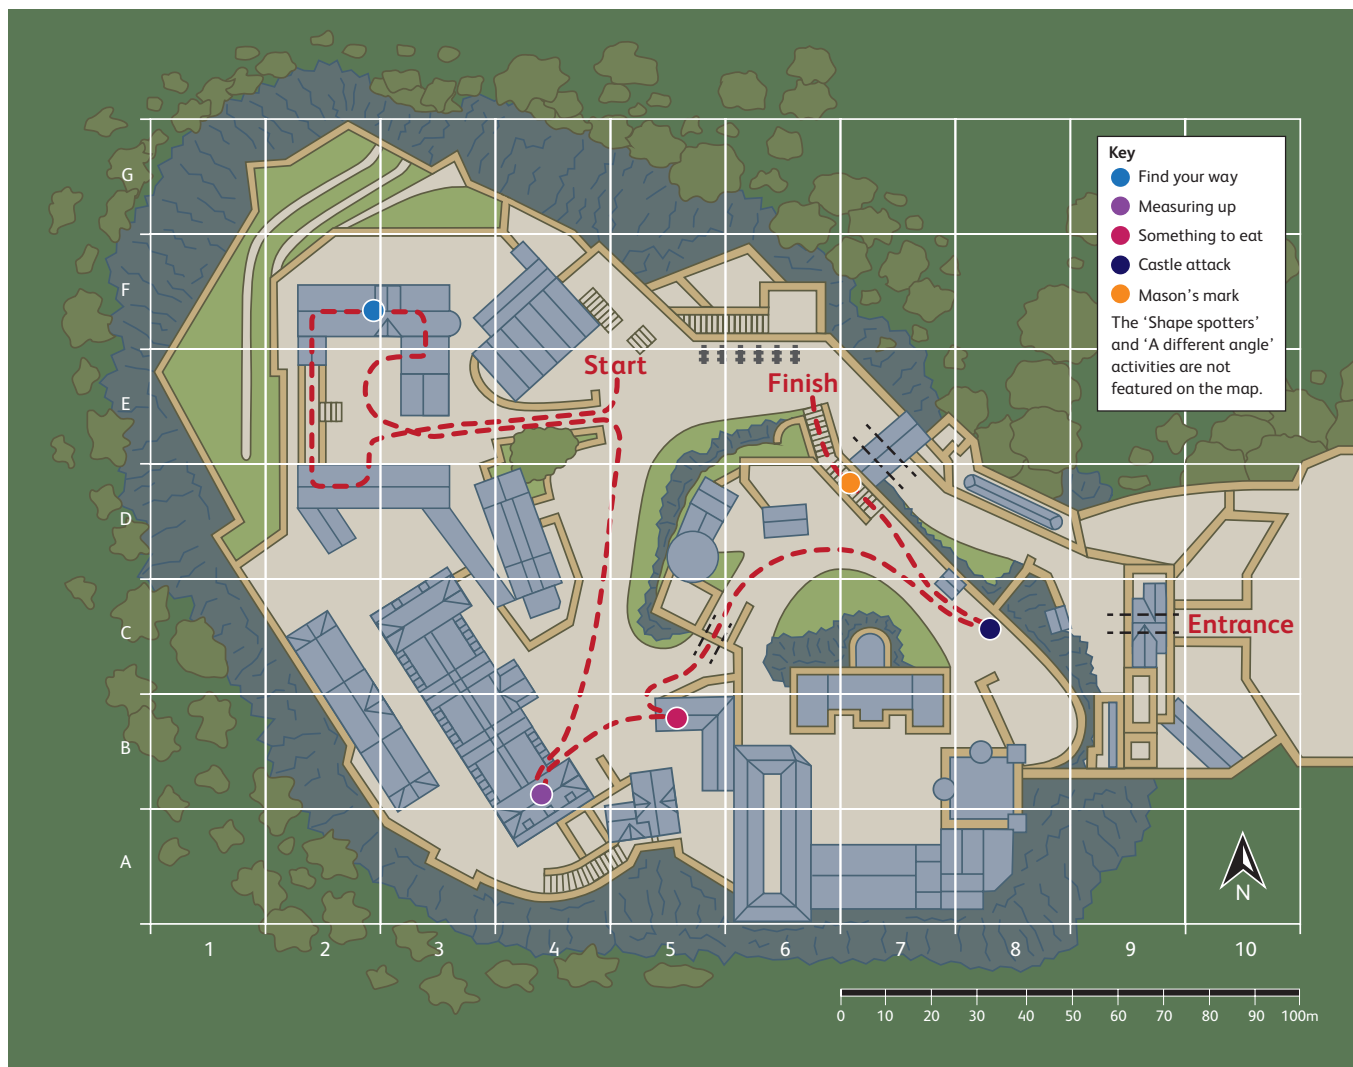 Key
Find your way
Measuring up
Something to eat
Castle attack
Mason's mark
The ‘Shape spotters’
and ‘A different angle’
activities are not
featured on the map.
G
F
E
D
C
B
A
Start
Finish
Entrance
N
1 2 3 4 5 6 7 8 9 10
0 10 20 30 40 50 60 70 80 90 100m